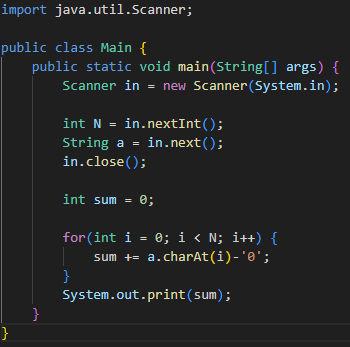 import java.util.Scanner;

public class Main {
    public static void main(String[] args) {
        Scanner in = new Scanner(System.in);

        int N = in.nextInt();
        String a = in.next();
        in.close();

        int sum = 0;

        for(int i = 0; i < N; i++) {
            sum += a.charAt(i)-'0';
        }
        System.out.print(sum);
    }
}